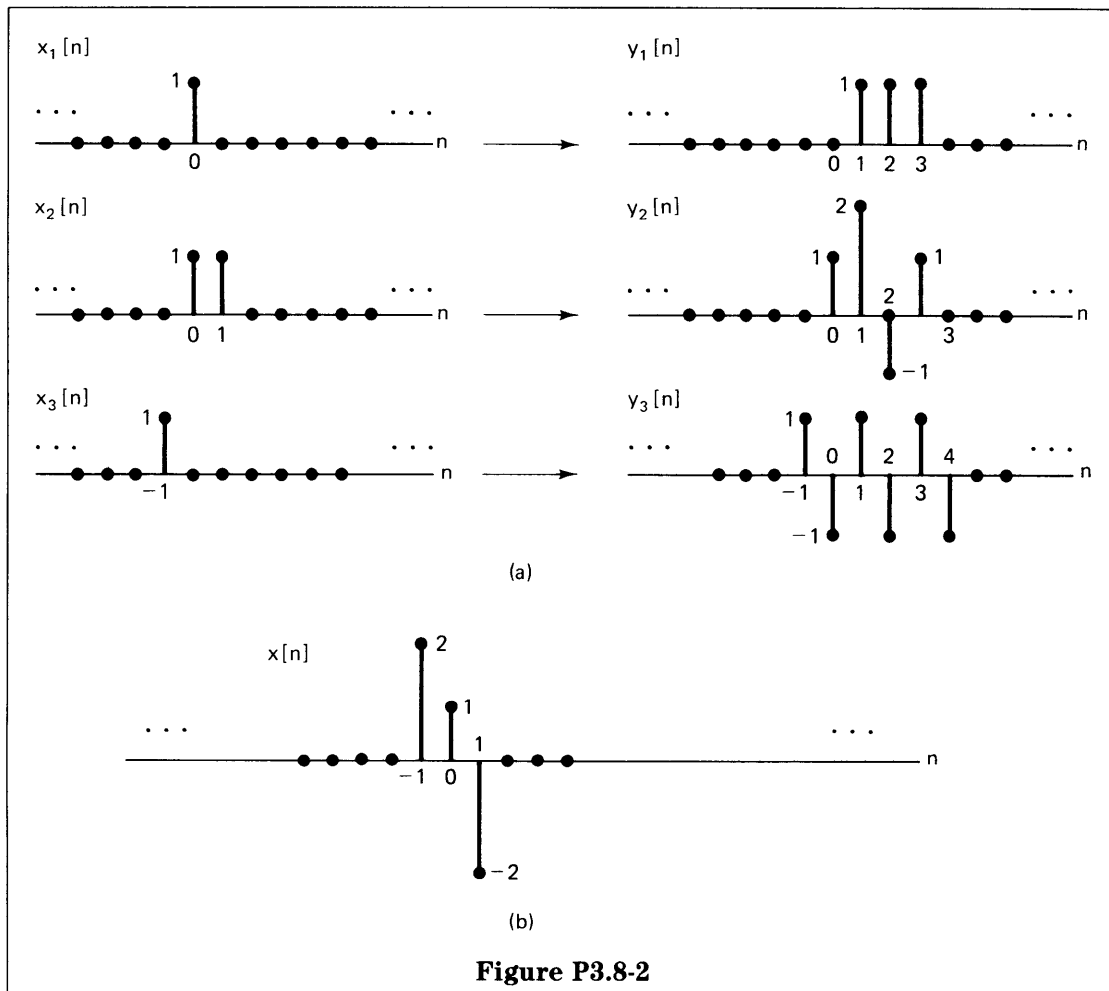 x₁[n]
y₁[n]
1
1
. . .
. . .
. . .
. . .
n
n
0
0 1 2 3
x₂[n]
y₂[n]
2
1
1
1
. . .
. . .
. . .
. . .
2
n
n
0 1
0 1 3
−1
x₃[n]
y₃[n]
1
1
. . .
. . .
. . .
. . .
0 2 4
n
n
−1
−1 1 3
−1
(a)
x[n]
2
1
. . .
. . .
1
n
−1 0
−2
(b)
Figure P3.8-2